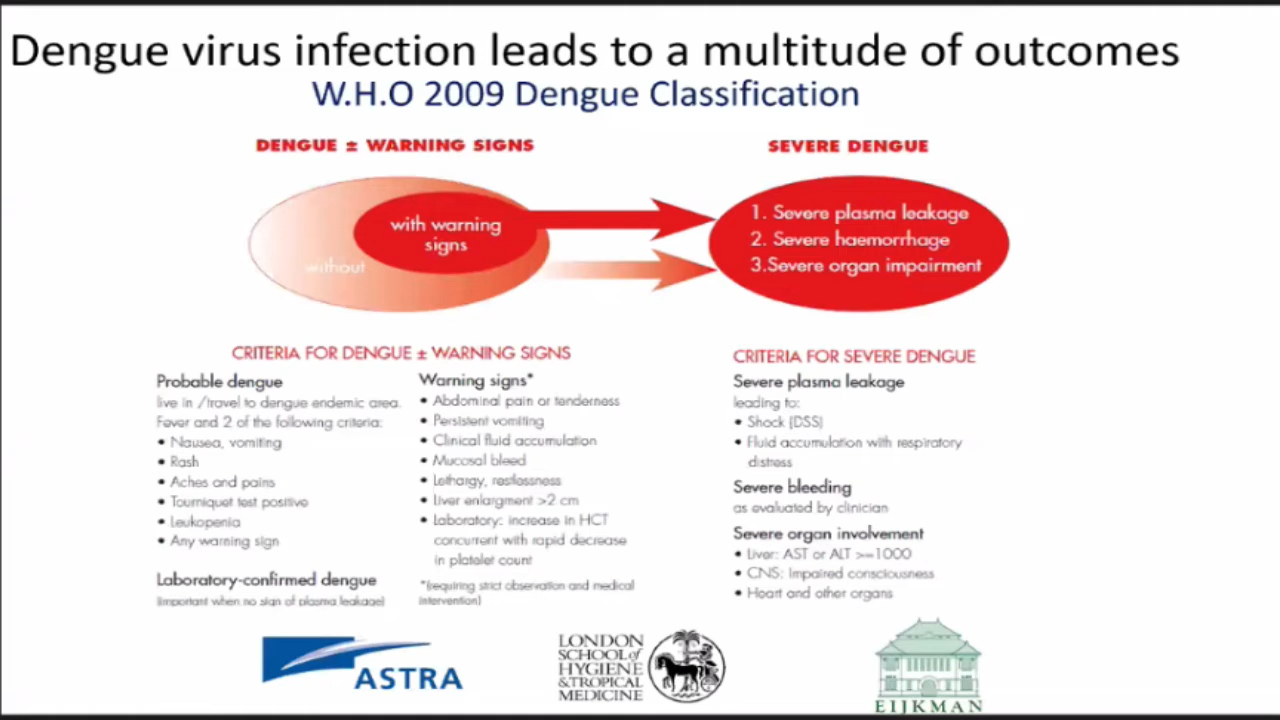 Dengue virus infection leads to a multitude of outcomes
W.H.O 2009 Dengue Classification
DENGUE ± WARNING SIGNS
SEVERE DENGUE
with warning
signs
without
1. Severe plasma leakage
2. Severe haemorrhage
3.Severe organ impairment
CRITERIA FOR DENGUE ± WARNING SIGNS
Probable dengue
live in /travel to dengue endemic area.
Fever and 2 of the following criteria:
• Nausea, vomiting
• Rash
• Aches and pains
• Tourniquet test positive
• Leukopenia
• Any warning sign
Laboratory-confirmed dengue
(important when no sign of plasma leakage)
Warning signs*
• Abdominal pain or tenderness
• Persistent vomiting
• Clinical fluid accumulation
• Mucosal bleed
• Lethargy, restlessness
• Liver enlargment >2 cm
• Laboratory: increase in HCT
concurrent with rapid decrease
in platelet count
*(requiring strict observation and medical
intervention)
CRITERIA FOR SEVERE DENGUE
Severe plasma leakage
leading to:
• Shock (DSS)
• Fluid accumulation with respiratory
distress
Severe bleeding
as evaluated by clinician
Severe organ involvement
• Liver: AST or ALT >=1000
• CNS: Impaired consciousness
• Heart and other organs
ASTRA
LONDON
SCHOOL of
HYGIENE
& TROPICAL
MEDICINE
EIJKMAN